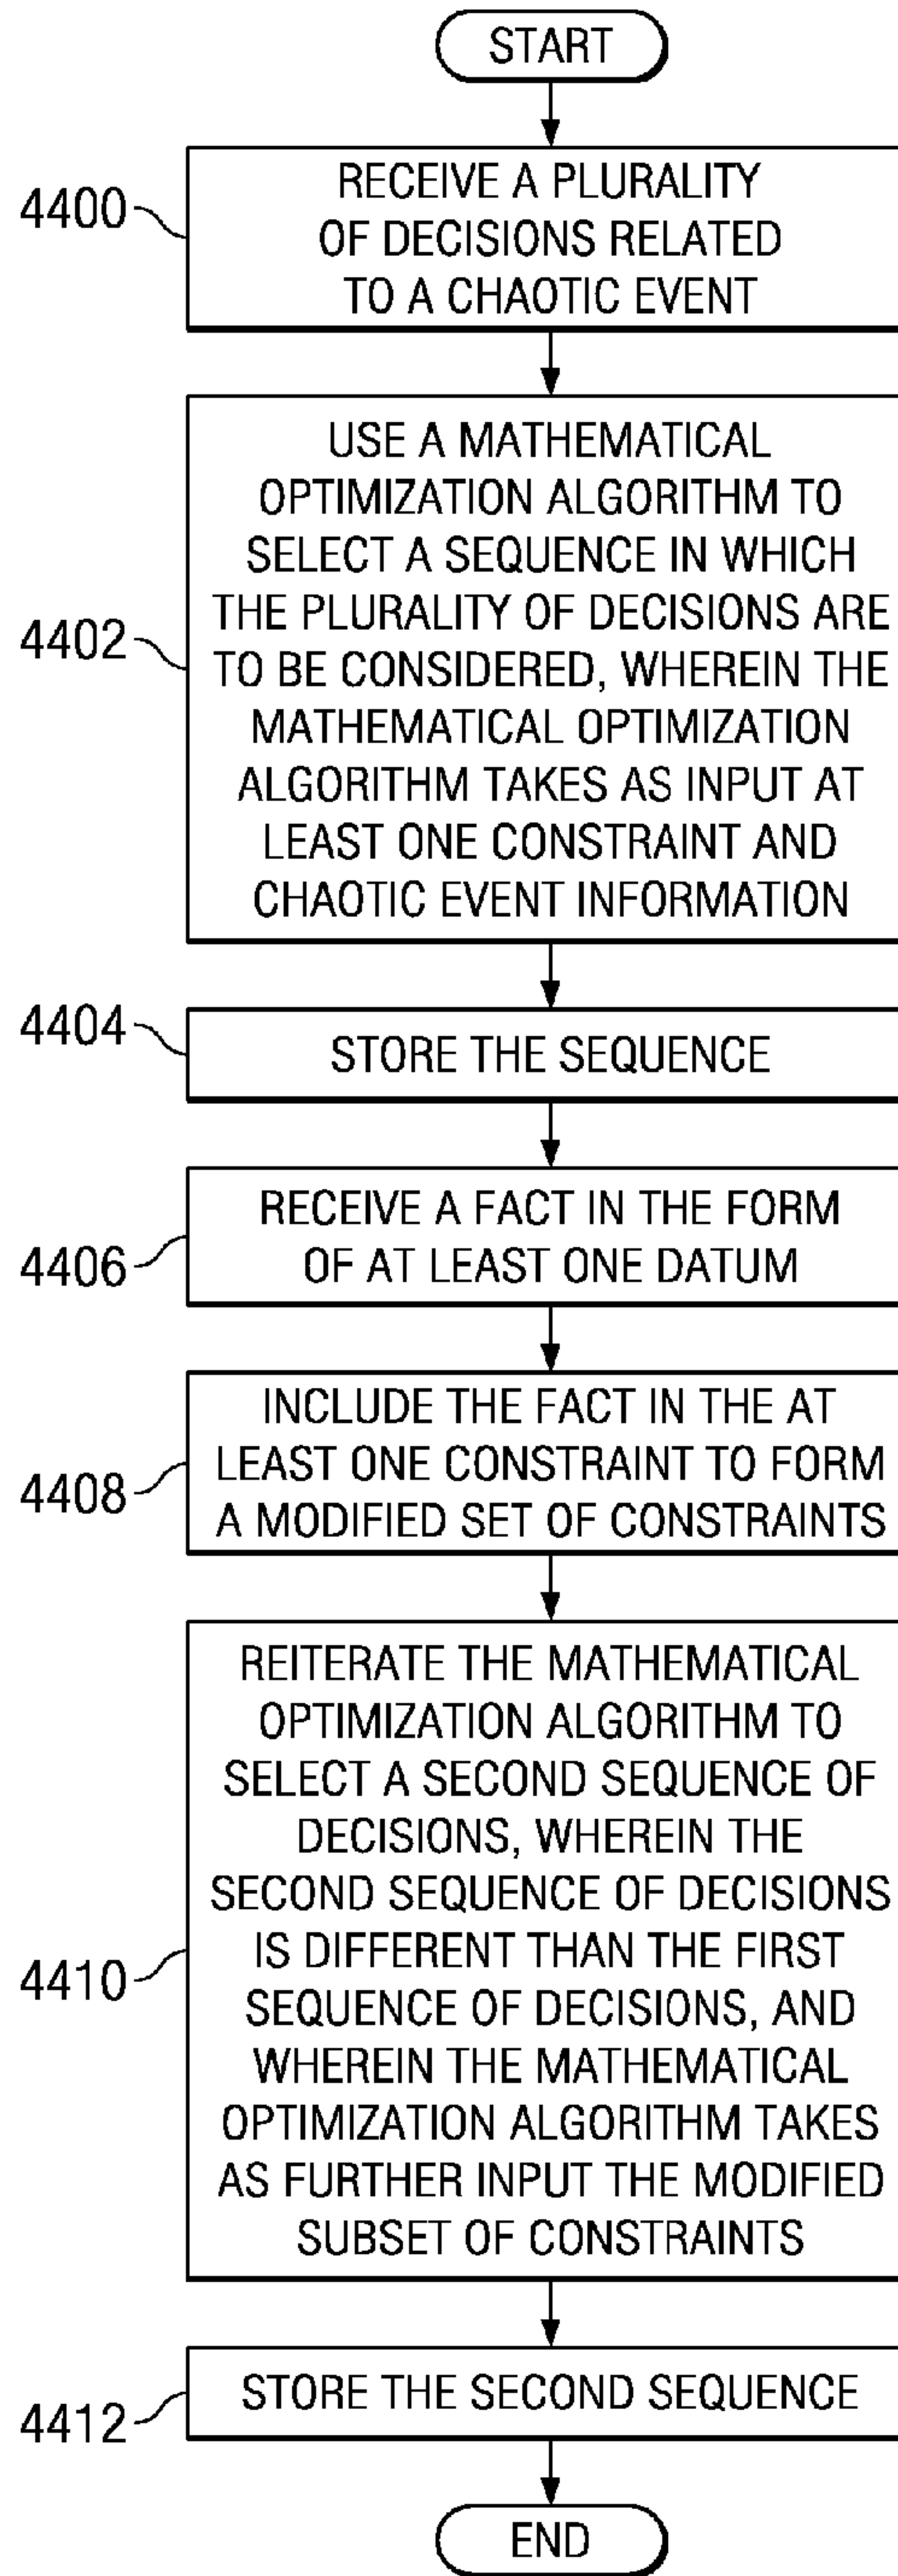 START
4400
RECEIVE A PLURALITY
OF DECISIONS RELATED
TO A CHAOTIC EVENT
4402
USE A MATHEMATICAL
OPTIMIZATION ALGORITHM TO
SELECT A SEQUENCE IN WHICH
THE PLURALITY OF DECISIONS ARE
TO BE CONSIDERED, WHEREIN THE
MATHEMATICAL OPTIMIZATION
ALGORITHM TAKES AS INPUT AT
LEAST ONE CONSTRAINT AND
CHAOTIC EVENT INFORMATION
4404
STORE THE SEQUENCE
4406
RECEIVE A FACT IN THE FORM
OF AT LEAST ONE DATUM
4408
INCLUDE THE FACT IN THE AT
LEAST ONE CONSTRAINT TO FORM
A MODIFIED SET OF CONSTRAINTS
4410
REITERATE THE MATHEMATICAL
OPTIMIZATION ALGORITHM TO
SELECT A SECOND SEQUENCE OF
DECISIONS, WHEREIN THE
SECOND SEQUENCE OF DECISIONS
IS DIFFERENT THAN THE FIRST
SEQUENCE OF DECISIONS, AND
WHEREIN THE MATHEMATICAL
OPTIMIZATION ALGORITHM TAKES
AS FURTHER INPUT THE MODIFIED
SUBSET OF CONSTRAINTS
4412
STORE THE SECOND SEQUENCE
END